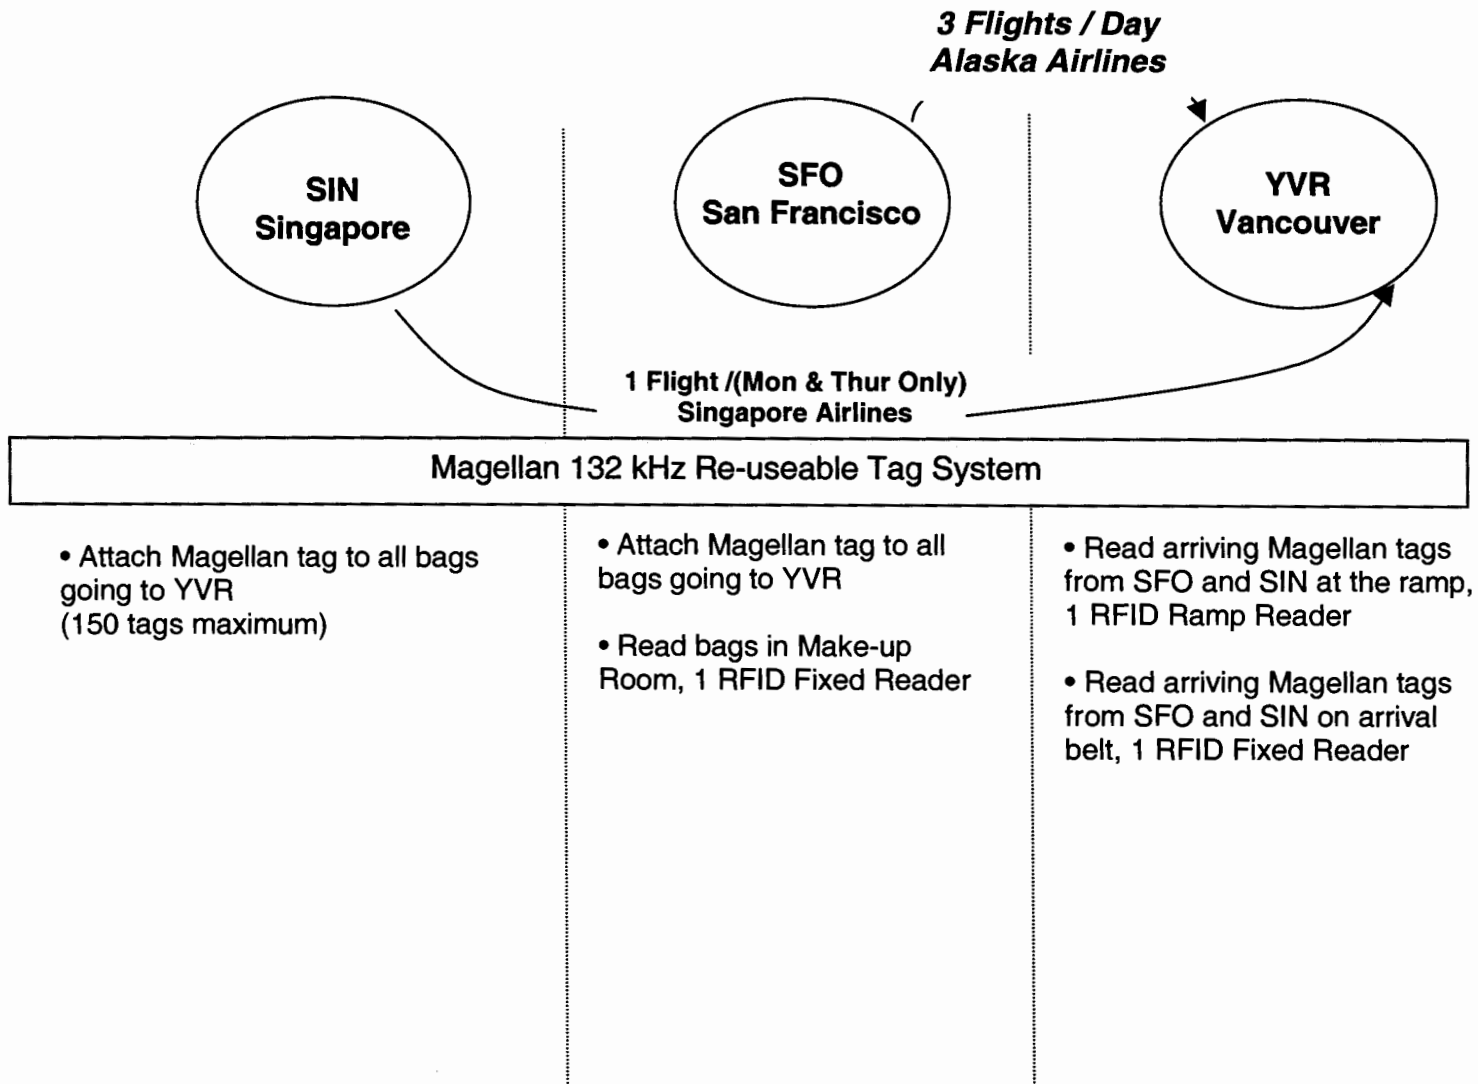 3 Flights / Day
Alaska Airlines
SIN
Singapore
SFO
San Francisco
YVR
Vancouver
1 Flight /(Mon & Thur Only)
Singapore Airlines
Magellan 132 kHz Re-useable Tag System
• Attach Magellan tag to all bags
going to YVR
(150 tags maximum)
• Attach Magellan tag to all
bags going to YVR
• Read bags in Make-up
Room, 1 RFID Fixed Reader
• Read arriving Magellan tags
from SFO and SIN at the ramp,
1 RFID Ramp Reader
• Read arriving Magellan tags
from SFO and SIN on arrival
belt, 1 RFID Fixed Reader